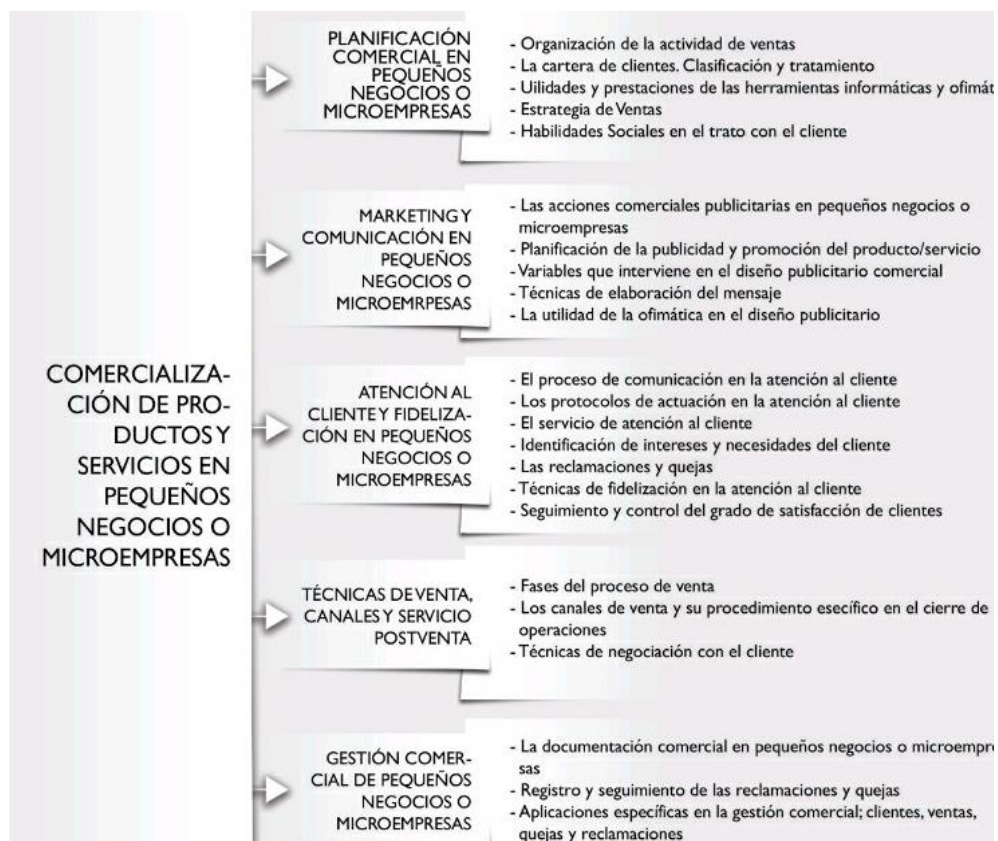 COMERCIALIZA-
CIÓN DE PRO-
DUCTOS Y
SERVICIOS EN
PEQUEÑOS
NEGOCIOS O
MICROEMPRESAS
PLANIFICACIÓN
COMERCIAL EN
PEQUEÑOS
NEGOCIOS O
MICROEMPRESAS
- Organización de la actividad de ventas
- La cartera de clientes. Clasificación y tratamiento
- Uilidades y prestaciones de las herramientas informáticas y ofimát
- Estrategia de Ventas
- Habilidades Sociales en el trato con el cliente
MARKETING Y
COMUNICACIÓN EN
PEQUEÑOS
NEGOCIOS O
MICROEMRPESAS
- Las acciones comerciales publicitarias en pequeños negocios o
microempresas
- Planificación de la publicidad y promoción del producto/servicio
- Variables que interviene en el diseño publicitario comercial
- Técnicas de elaboración del mensaje
- La utilidad de la ofimática en el diseño publicitario
ATENCIÓN AL
CLIENTE Y FIDELIZA-
CIÓN EN PEQUEÑOS
NEGOCIOS O
MICROEMPRESAS
- El proceso de comunicación en la atención al cliente
- Los protocolos de actuación en la atención al cliente
- El servicio de atención al cliente
- Identificación de intereses y necesidades del cliente
- Las reclamaciones y quejas
- Técnicas de fidelización en la atención al cliente
- Seguimiento y control del grado de satisfacción de clientes
TÉCNICAS DE VENTA,
CANALES Y SERVICIO
POSTVENTA
- Fases del proceso de venta
- Los canales de venta y su procedimiento esecífico en el cierre de
operaciones
- Técnicas de negociación con el cliente
GESTIÓN COMER-
CIAL DE PEQUEÑOS
NEGOCIOS O
MICROEMPRESAS
- La documentación comercial en pequeños negocios o microempre
sas
- Registro y seguimiento de las reclamaciones y quejas
- Aplicaciones específicas en la gestión comercial; clientes, ventas,
quejas y reclamaciones